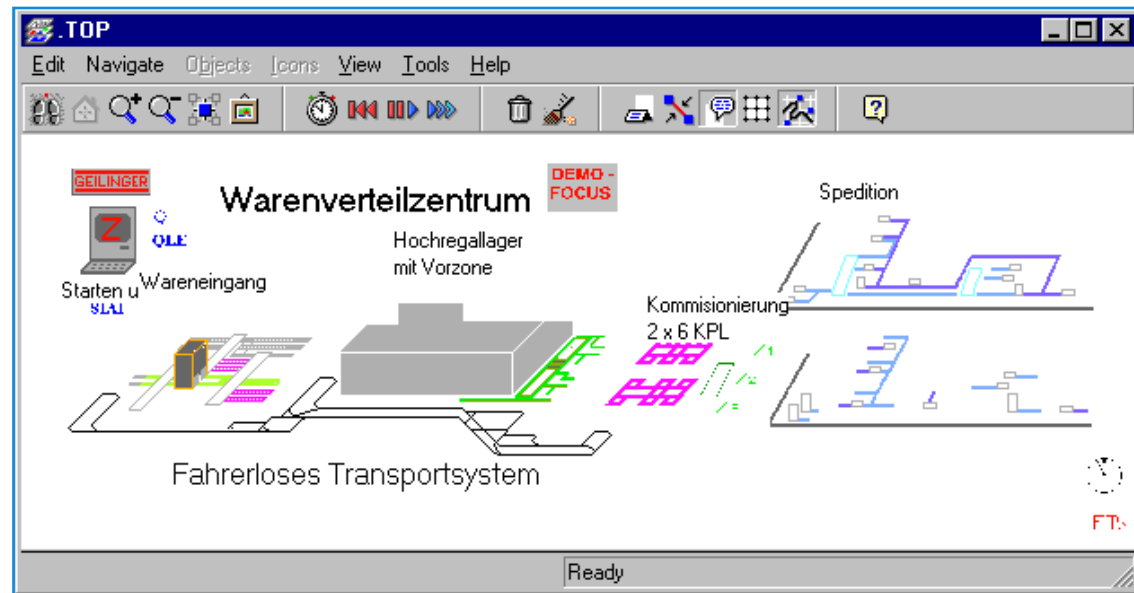 .TOP
Edit Navigate Objects Icons View Tools Help
GEILINGER
Warenverteilzentrum
DEMO -
FOCUS
Spedition
Z
OLE
Hochregallager
mit Vorzone
Starten u
Wareneingang
Kommisionierung
2 x 6 KPL
Fahrerloses Transportsystem
Ready